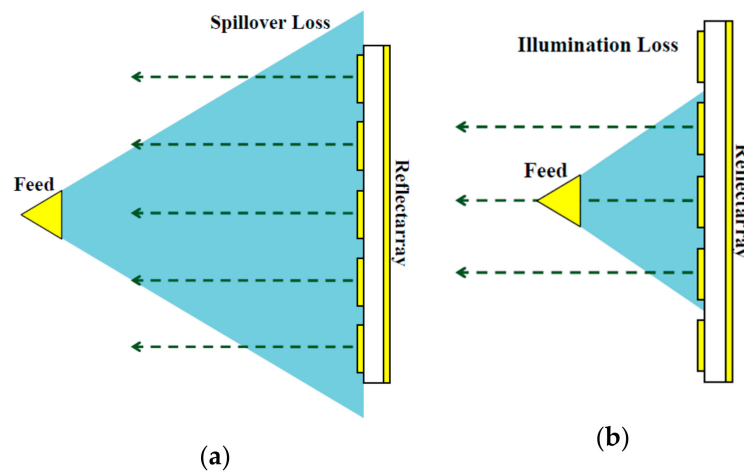 Spillover Loss
Feed
Reflectarray
(a)
Illumination Loss
Feed
Reflectarray
(b)